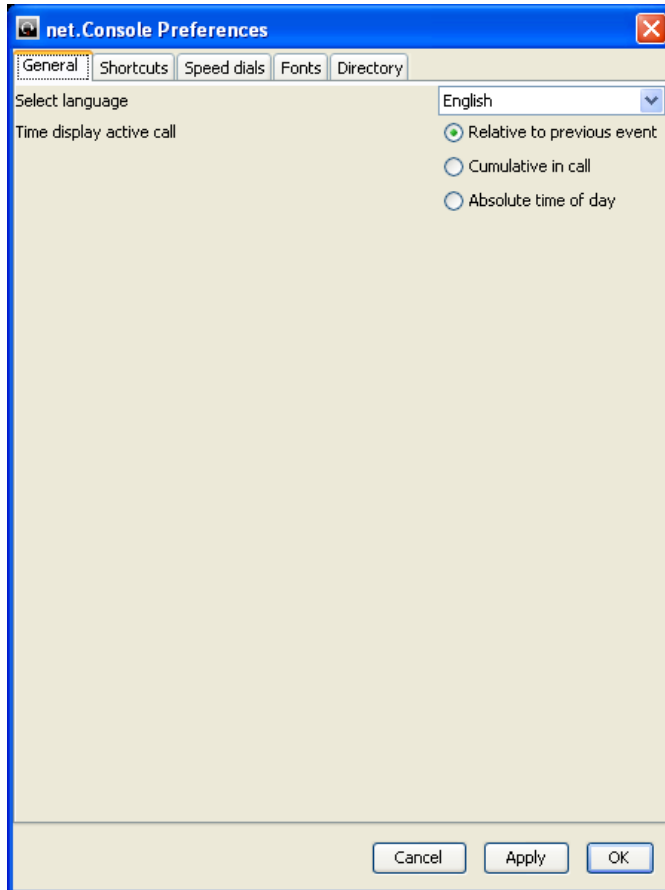 net.Console Preferences
General Shortcuts Speed dials Fonts Directory
Select language English
Time display active call Relative to previous event
Cumulative in call
Absolute time of day
Cancel Apply OK